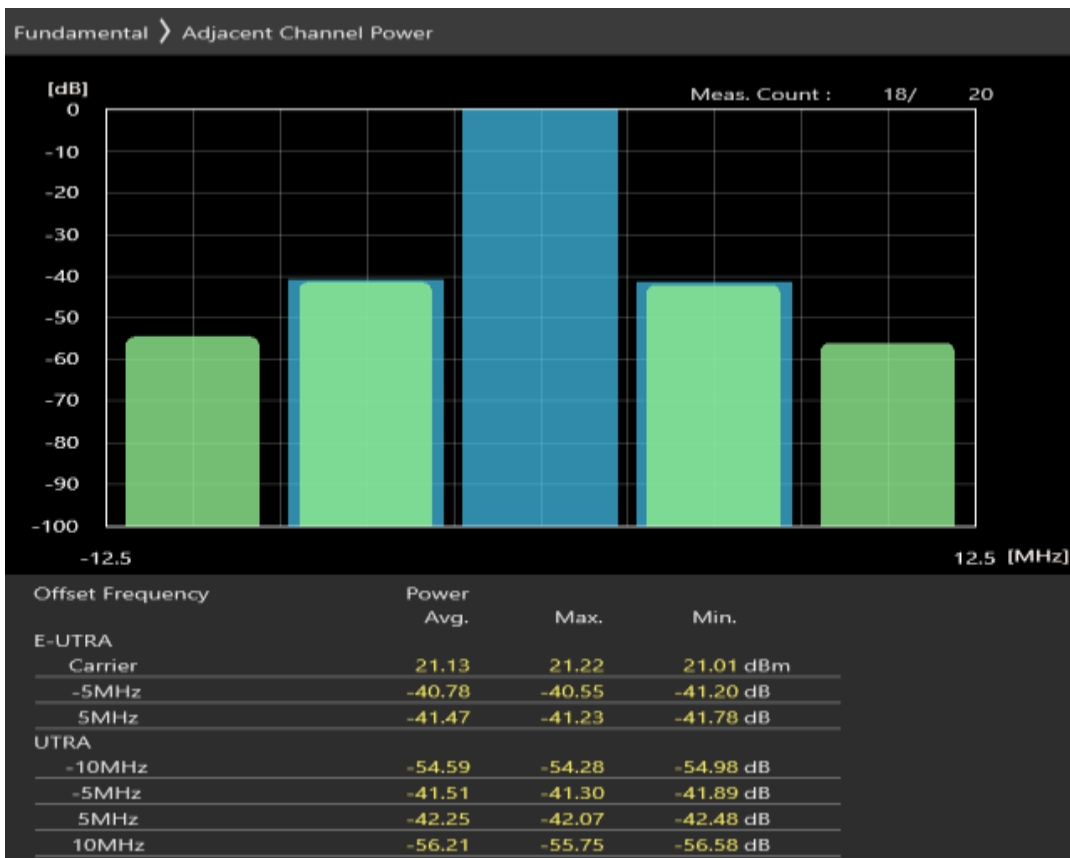 Fundamental 〉 Adjacent Channel Power
[dB]
Meas. Count : 18/ 20
0
-10
-20
-30
-40
-50
-60
-70
-80
-90
-100
-12.5 12.5 [MHz]
Offset Frequency Power
Avg. Max. Min.
E-UTRA
Carrier 21.13 21.22 21.01 dBm
-5MHz -40.78 -40.55 -41.20 dB
5MHz -41.47 -41.23 -41.78 dB
UTRA
-10MHz -54.59 -54.28 -54.98 dB
-5MHz -41.51 -41.30 -41.89 dB
5MHz -42.25 -42.07 -42.48 dB
10MHz -56.21 -55.75 -56.58 dB